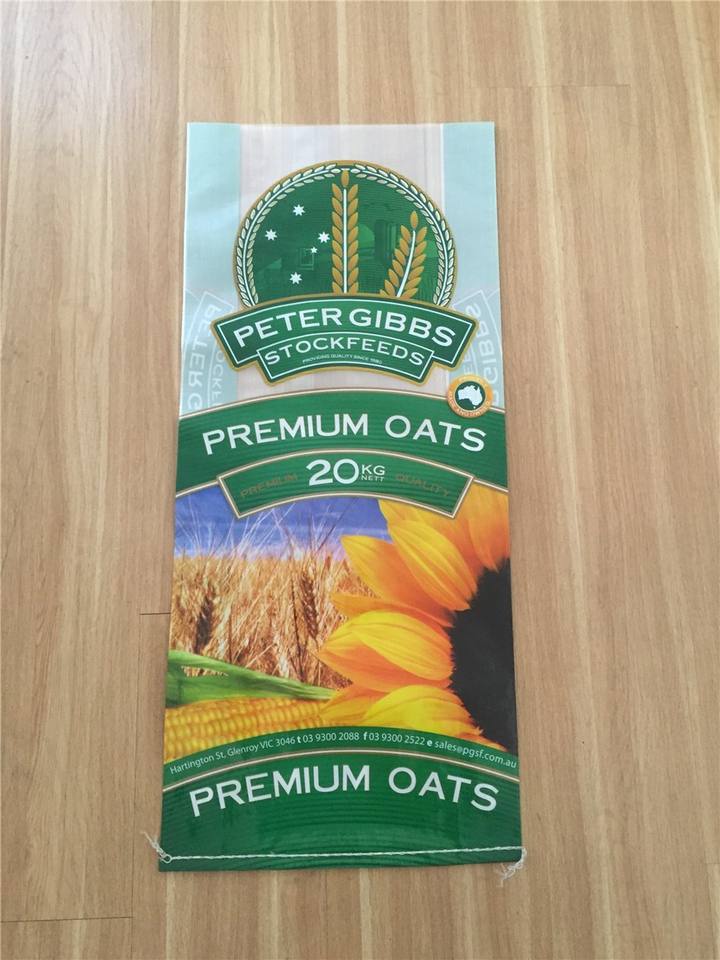 PETER GIBBS
STOCKFEEDS
PROVIDING QUALITY SINCE 1980
PREMIUM OATS
PREMIUM 20KG NETT QUALITY
Hartington St, Glenroy VIC 3046 t 03 9300 2088 f 03 9300 2522 e sales@pgsf.com.au
PREMIUM OATS